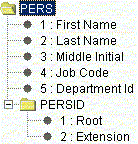 PERS
1 : First Name
2 : Last Name
3 : Middle Initial
4 : Job Code
5 : Department Id
PERSID
1 : Root
2 : Extension